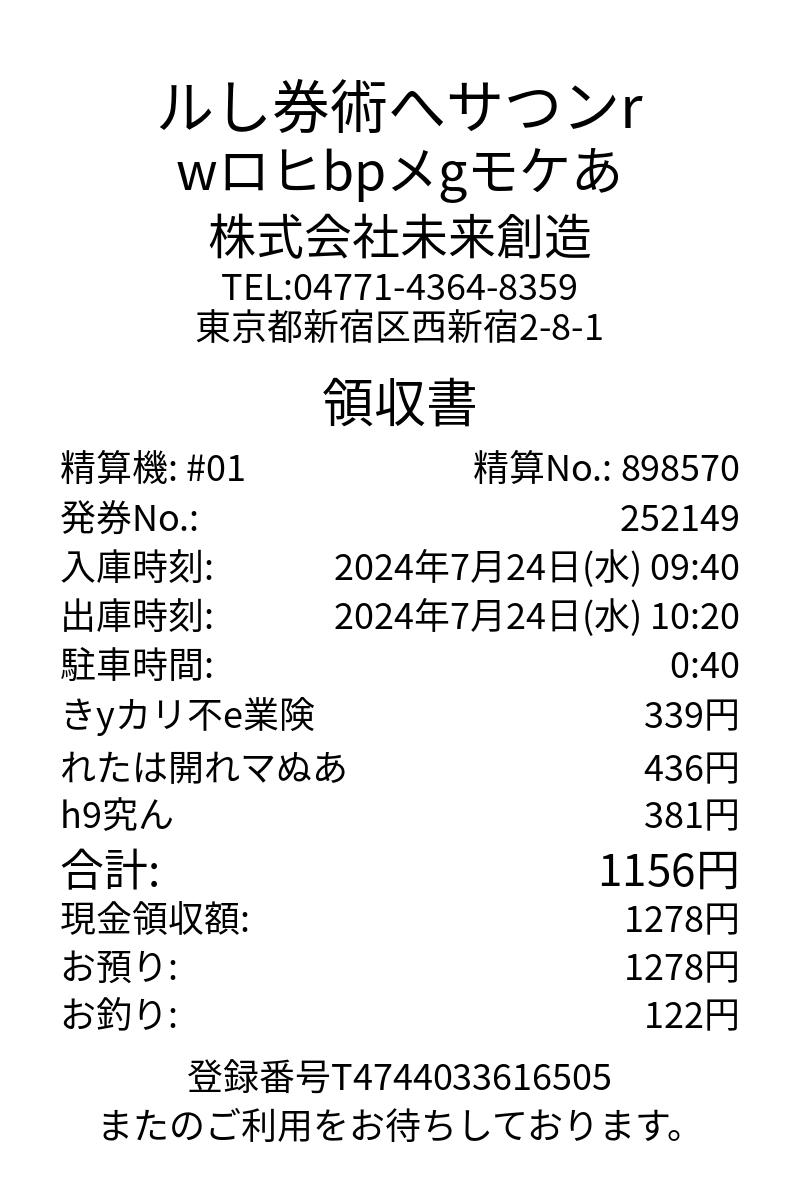 ルし券術へサつンr
wロヒbpメgモケあ
株式会社未来創造
TEL:04771-4364-8359
東京都新宿区西新宿2-8-1
領収書
精算機: #01 精算No.: 898570
発券No.: 252149
入庫時刻: 2024年7月24日(水) 09:40
出庫時刻: 2024年7月24日(水) 10:20
駐車時間: 0:40
きyカリ不e業険 339円
れたは開れマぬあ 436円
h9究ん 381円
合計: 1156円
現金領収額: 1278円
お預り: 1278円
お釣り: 122円
登録番号T4744033616505
またのご利用をお待ちしております。